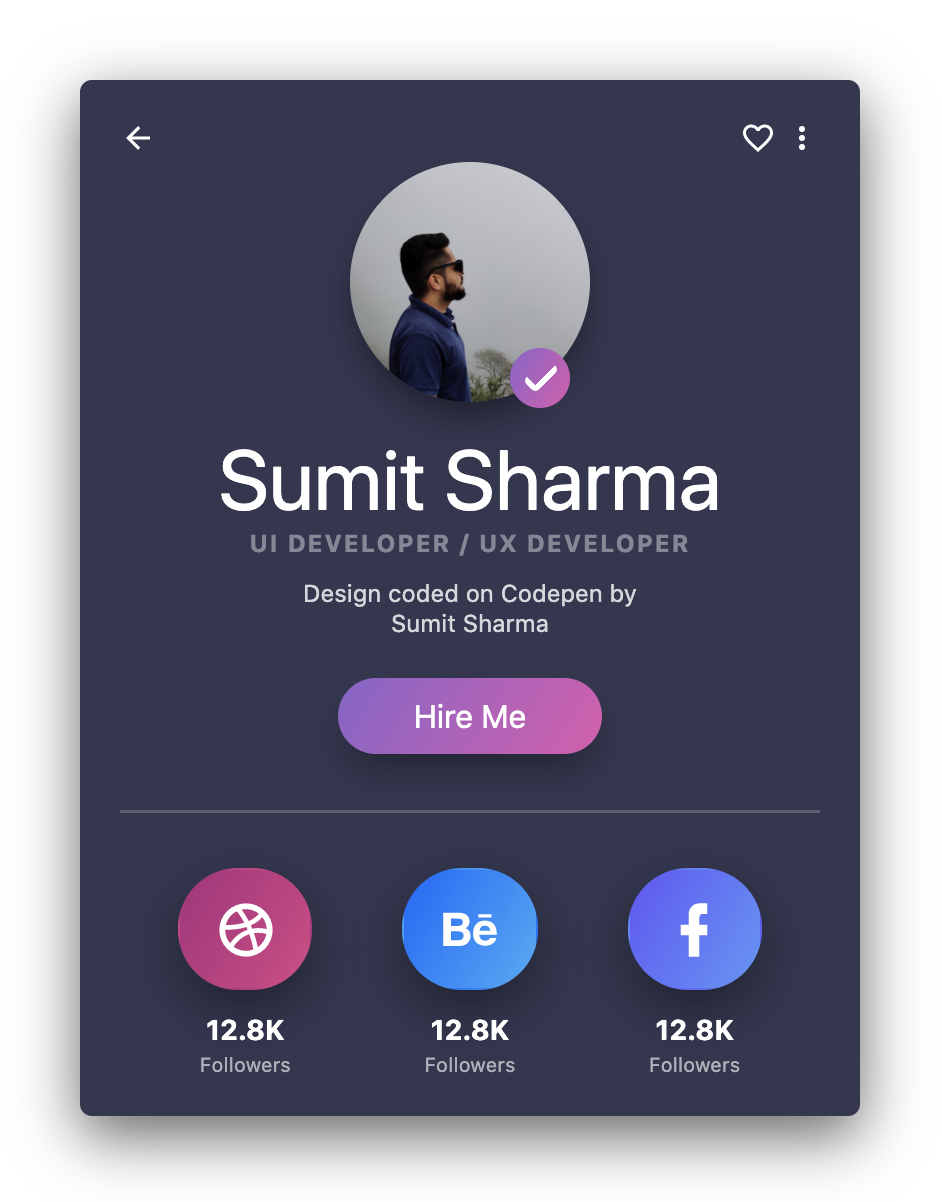 Sumit Sharma
UI DEVELOPER / UX DEVELOPER
Design coded on Codepen by
Sumit Sharma
Hire Me
Bē
12.8K
12.8K
12.8K
Followers
Followers
Followers